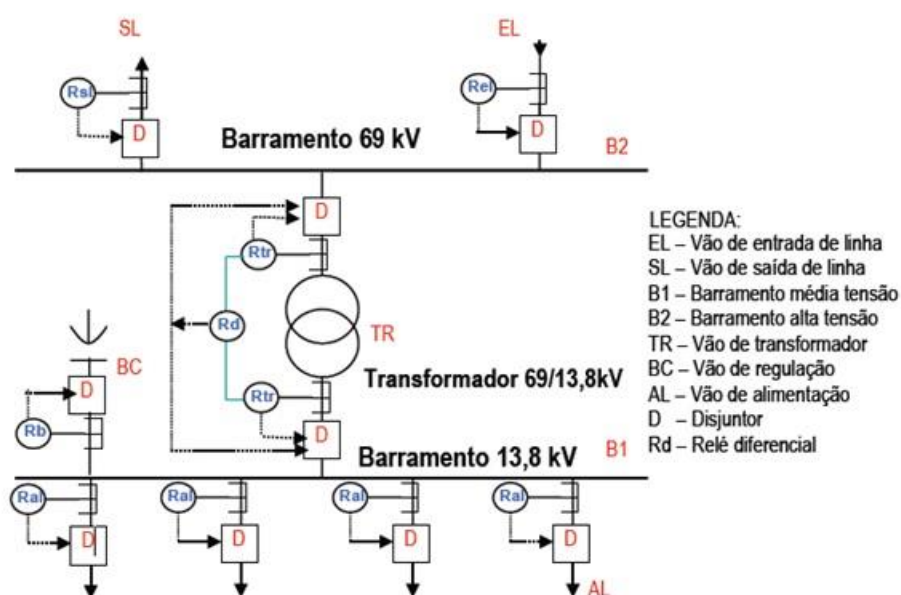 SL
EL
Rsl
Rel
D
D
Barramento 69 kV
B2
D
Rtr
LEGENDA:
EL – Vão de entrada de linha
SL – Vão de saída de linha
B1 – Barramento média tensão
B2 – Barramento alta tensão
TR – Vão de transformador
BC – Vão de regulação
AL – Vão de alimentação
D – Disjuntor
Rd – Relé diferencial
Rd
TR
BC
D
Transformador 69/13,8kV
Rtr
Rb
D
Barramento 13,8 kV
B1
Ral
Ral
Ral
Ral
D
D
D
D
AL